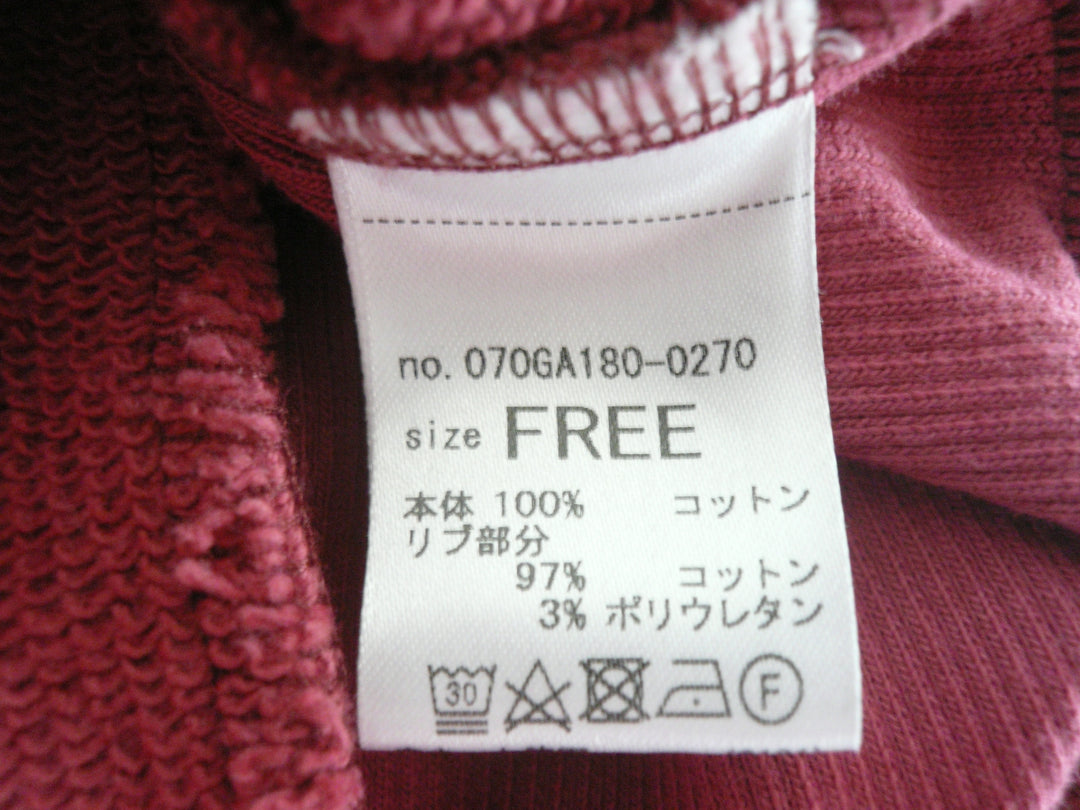 no. 070GA180-0270
size FREE
本体 100% コットン
リブ部分
97% コットン
3% ポリウレタン
30 F